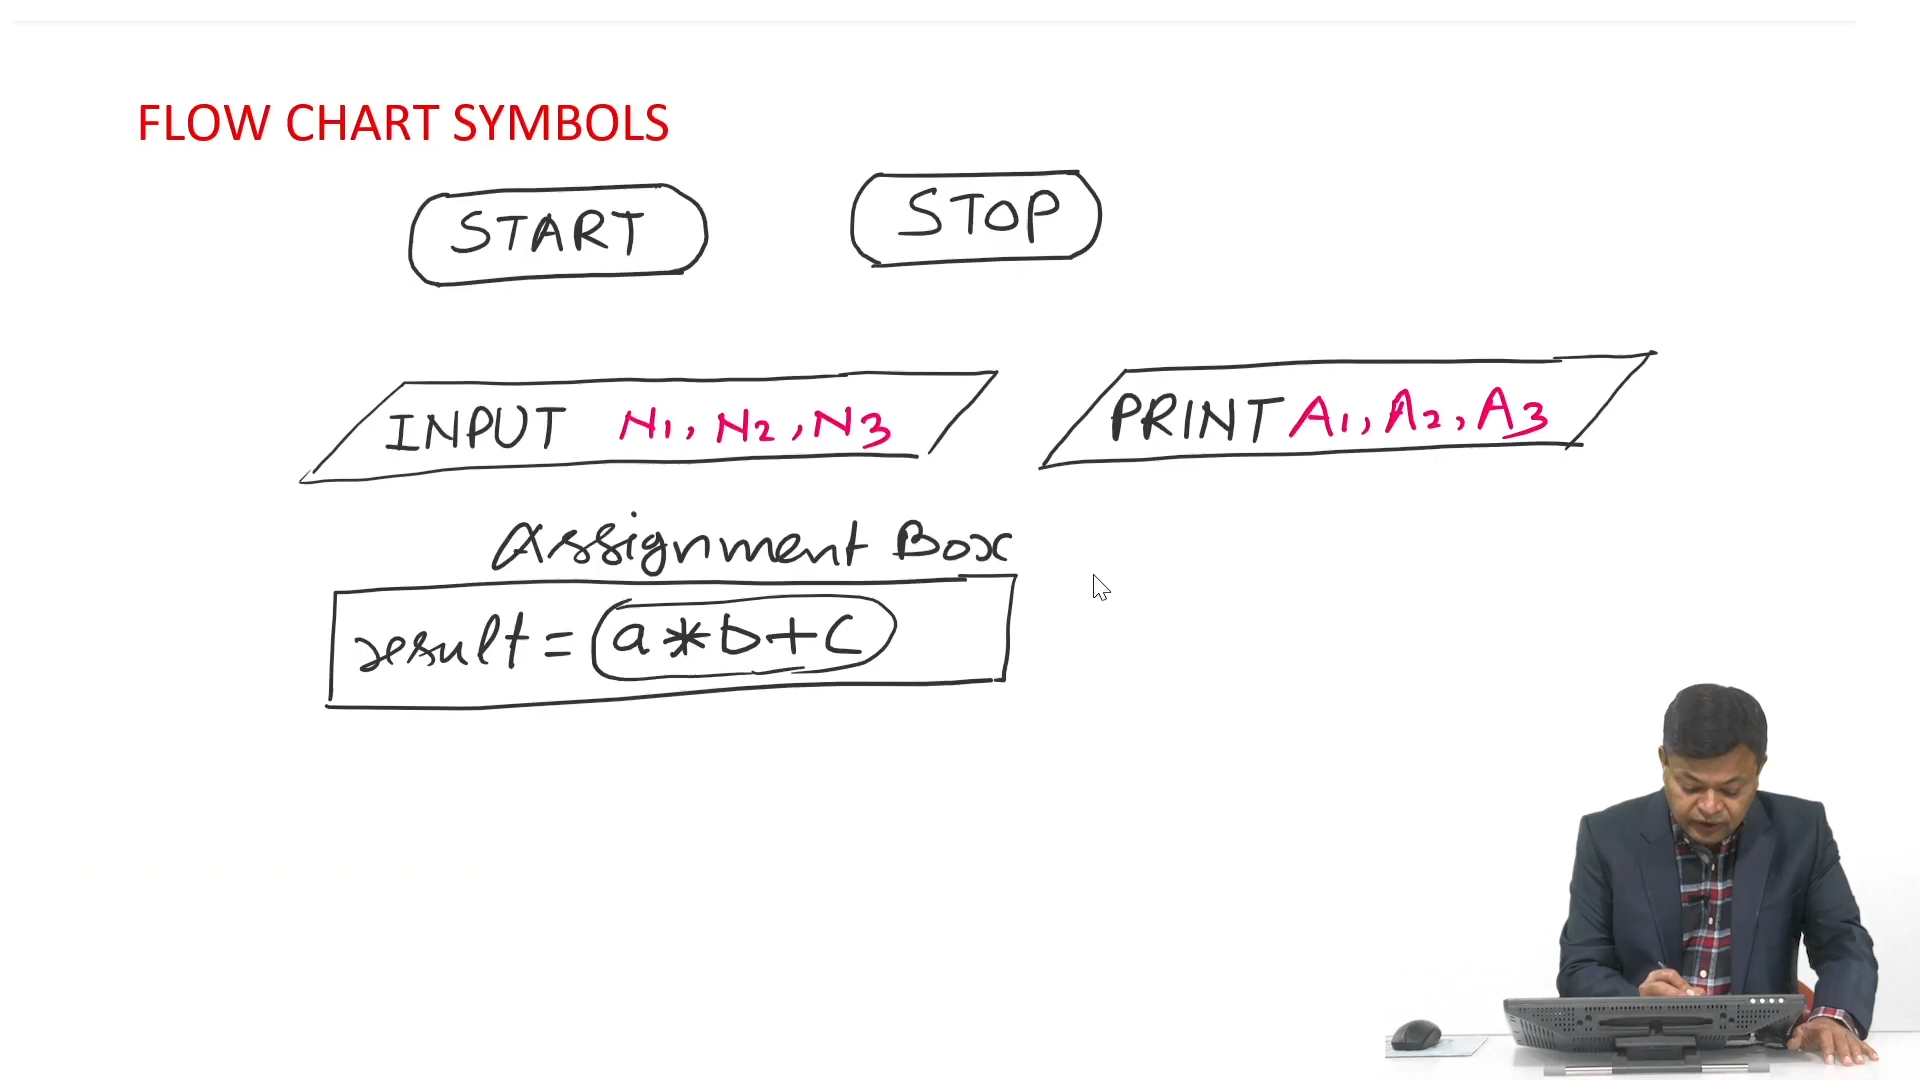 FLOW CHART SYMBOLS
START STOP
INPUT N1, N2, N3 PRINT A1, A2, A3
Assignment Box
result = a*b+c